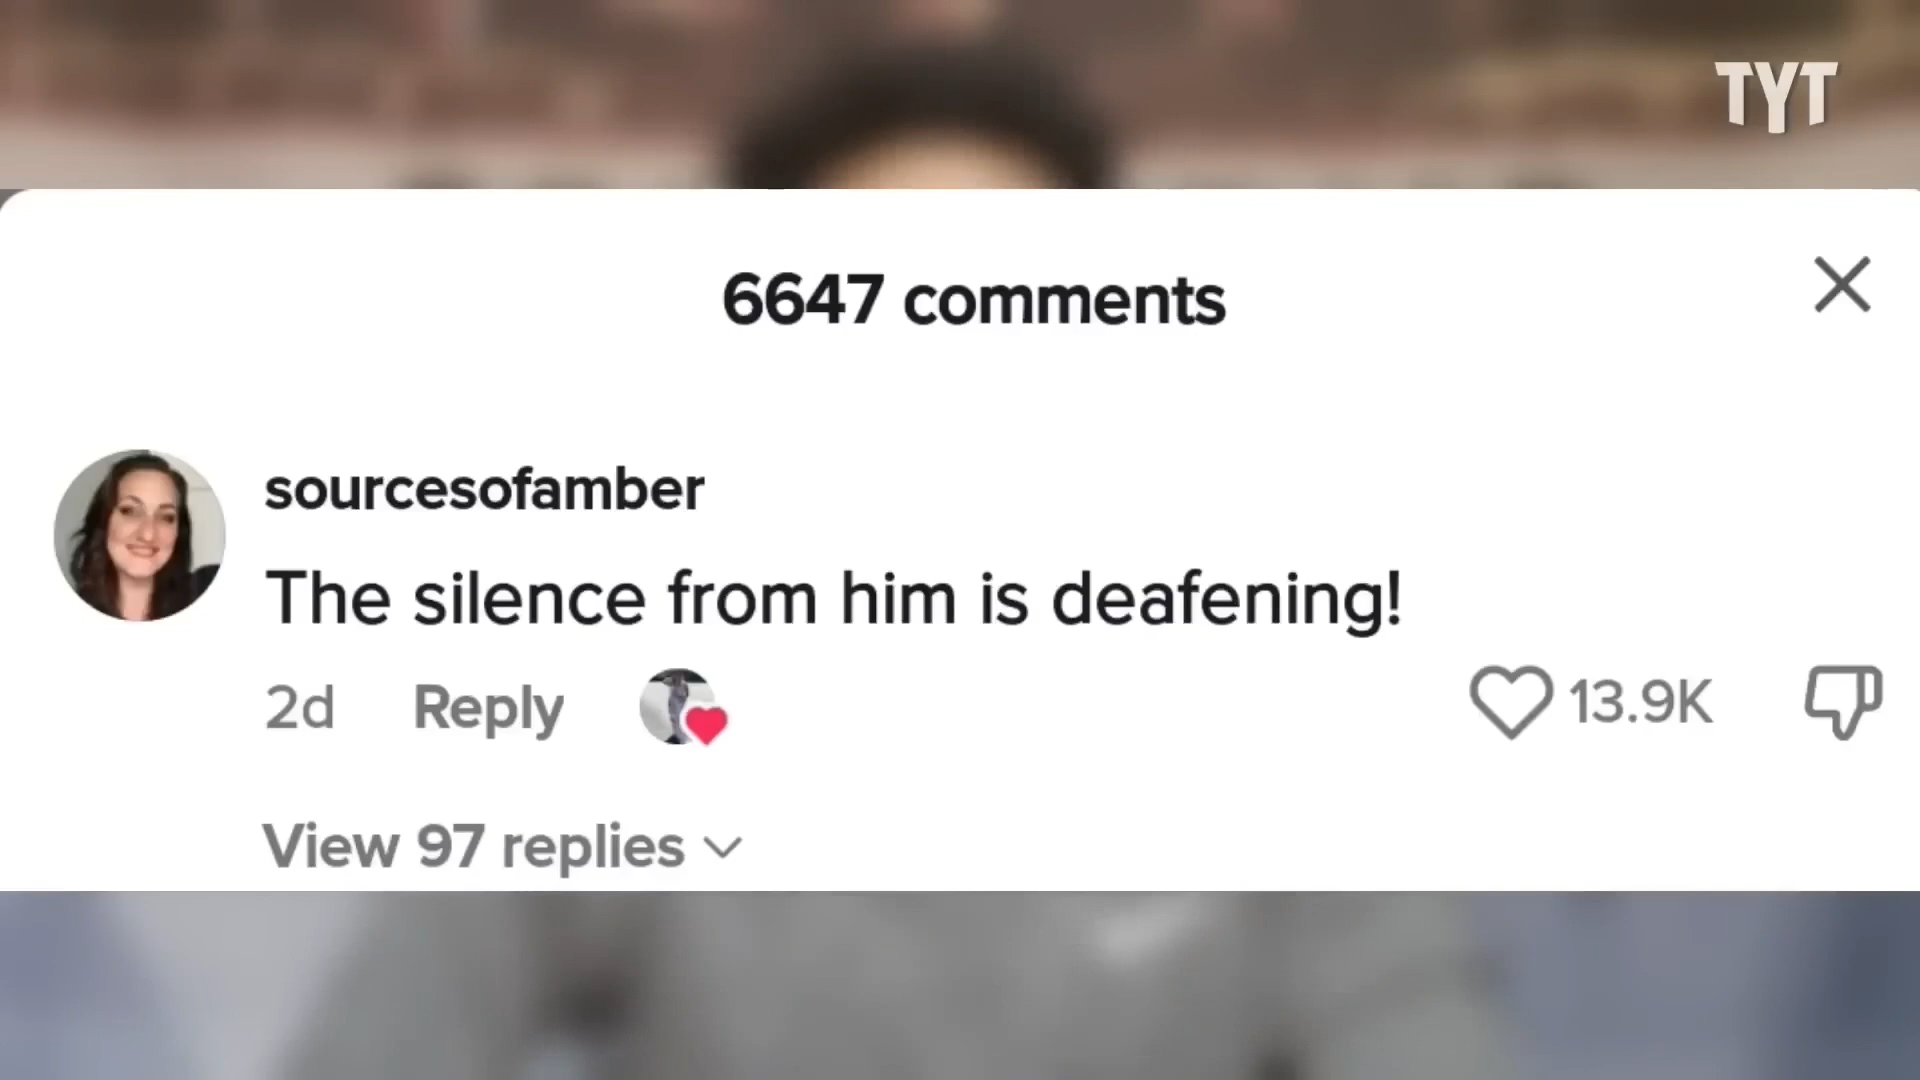 TYT
6647 comments
sourcesofamber
The silence from him is deafening!
2d Reply 13.9K
View 97 replies